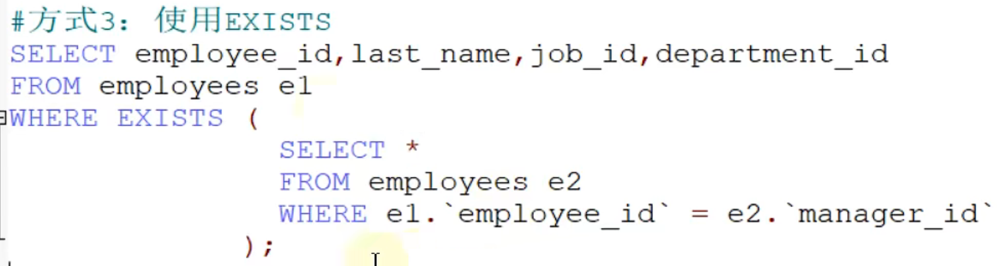 #方式3：使用EXISTS
SELECT employee_id,last_name,job_id,department_id
FROM employees e1
WHERE EXISTS (
SELECT *
FROM employees e2
WHERE e1.`employee_id` = e2.`manager_id`
);